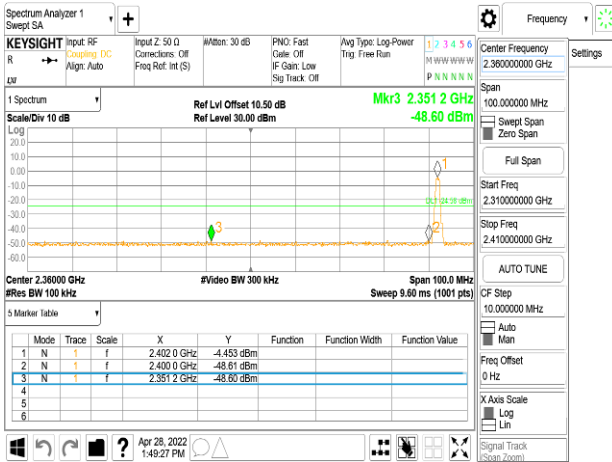 Spectrum Analyzer 1
Swept SA
+
Frequency
KEYSIGHT
R
Input: RF
Coupling: DC
Align: Auto
Input Z: 50 Ω
Corrections: Off
Freq Ref: Int (S)
#Atten: 30 dB
PNO: Fast
Gate: Off
IF Gain: Low
Sig Track: Off
Avg Type: Log-Power
Trig: Free Run
1 2 3 4 5 6
M W W W W W
P N N N N N
1 Spectrum
Scale/Div 10 dB
Ref Lvl Offset 10.50 dB
Ref Level 30.00 dBm
Mkr3 2.351 2 GHz
-48.60 dBm
Log
20.0
10.0
0.00
-10.0
-20.0
-30.0
-40.0
-50.0
-60.0
1
2
3
Center 2.36000 GHz
#Res BW 100 kHz
#Video BW 300 kHz
Span 100.0 MHz
Sweep 9.60 ms (1001 pts)
5 Marker Table
Mode Trace Scale X Y Function Function Width Function Value
1 N 1 f 2.402 0 GHz -4.453 dBm
2 N 1 f 2.400 0 GHz -48.61 dBm
3 N 1 f 2.351 2 GHz -48.60 dBm
4
5
6
Apr 28, 2022
1:49:27 PM
?
Center Frequency
2.360000000 GHz
Settings
Span
100.000000 MHz
Swept Span
Zero Span
Full Span
Start Freq
2.310000000 GHz
Stop Freq
2.410000000 GHz
AUTO TUNE
CF Step
10.000000 MHz
Auto
Man
Freq Offset
0 Hz
X Axis Scale
Log
Lin
Signal Track
(Span Zoom)